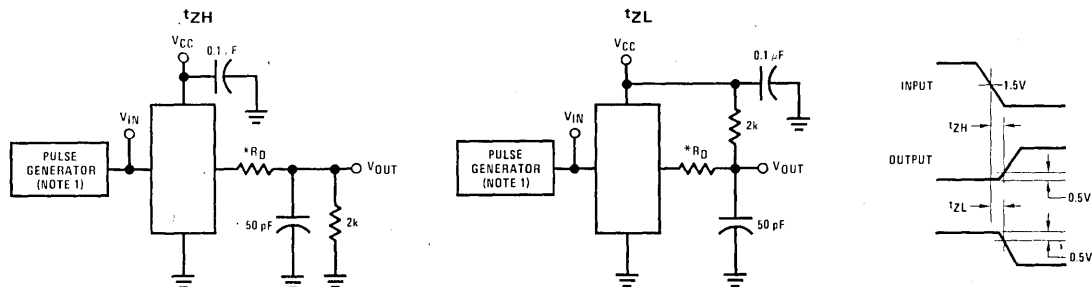 tZH
VCC
0.1 µF
VIN
PULSE
GENERATOR
(NOTE 1)
*RD
VOUT
50 pF
2k
tZL
VCC
0.1 µF
2k
VIN
PULSE
GENERATOR
(NOTE 1)
*RD
VOUT
50 pF
INPUT
1.5V
tZH
OUTPUT
0.5V
tZL
0.5V